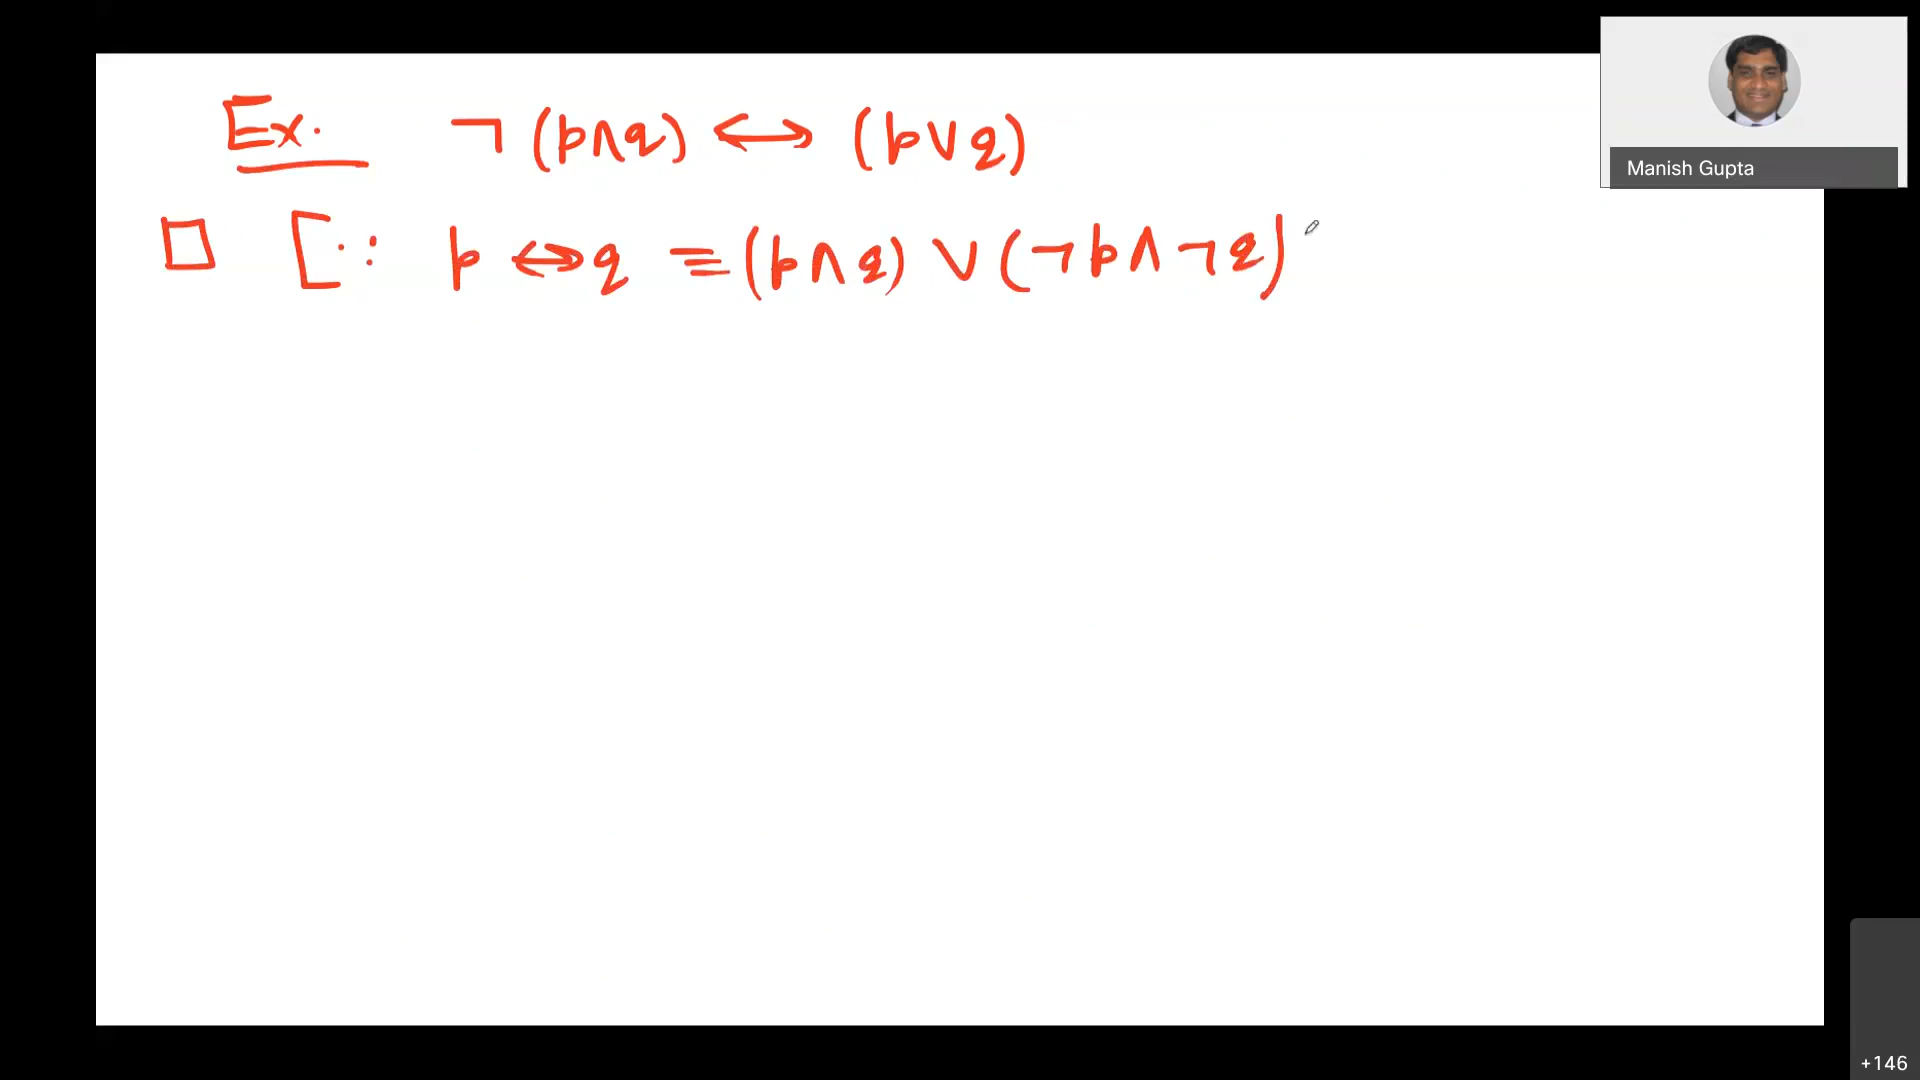 Ex. ¬ (p∧q) ↔ (p∨q)
□ [∵ p ↔ q ≡ (p∧q) ∨ (¬p∧¬q)
Manish Gupta
+146